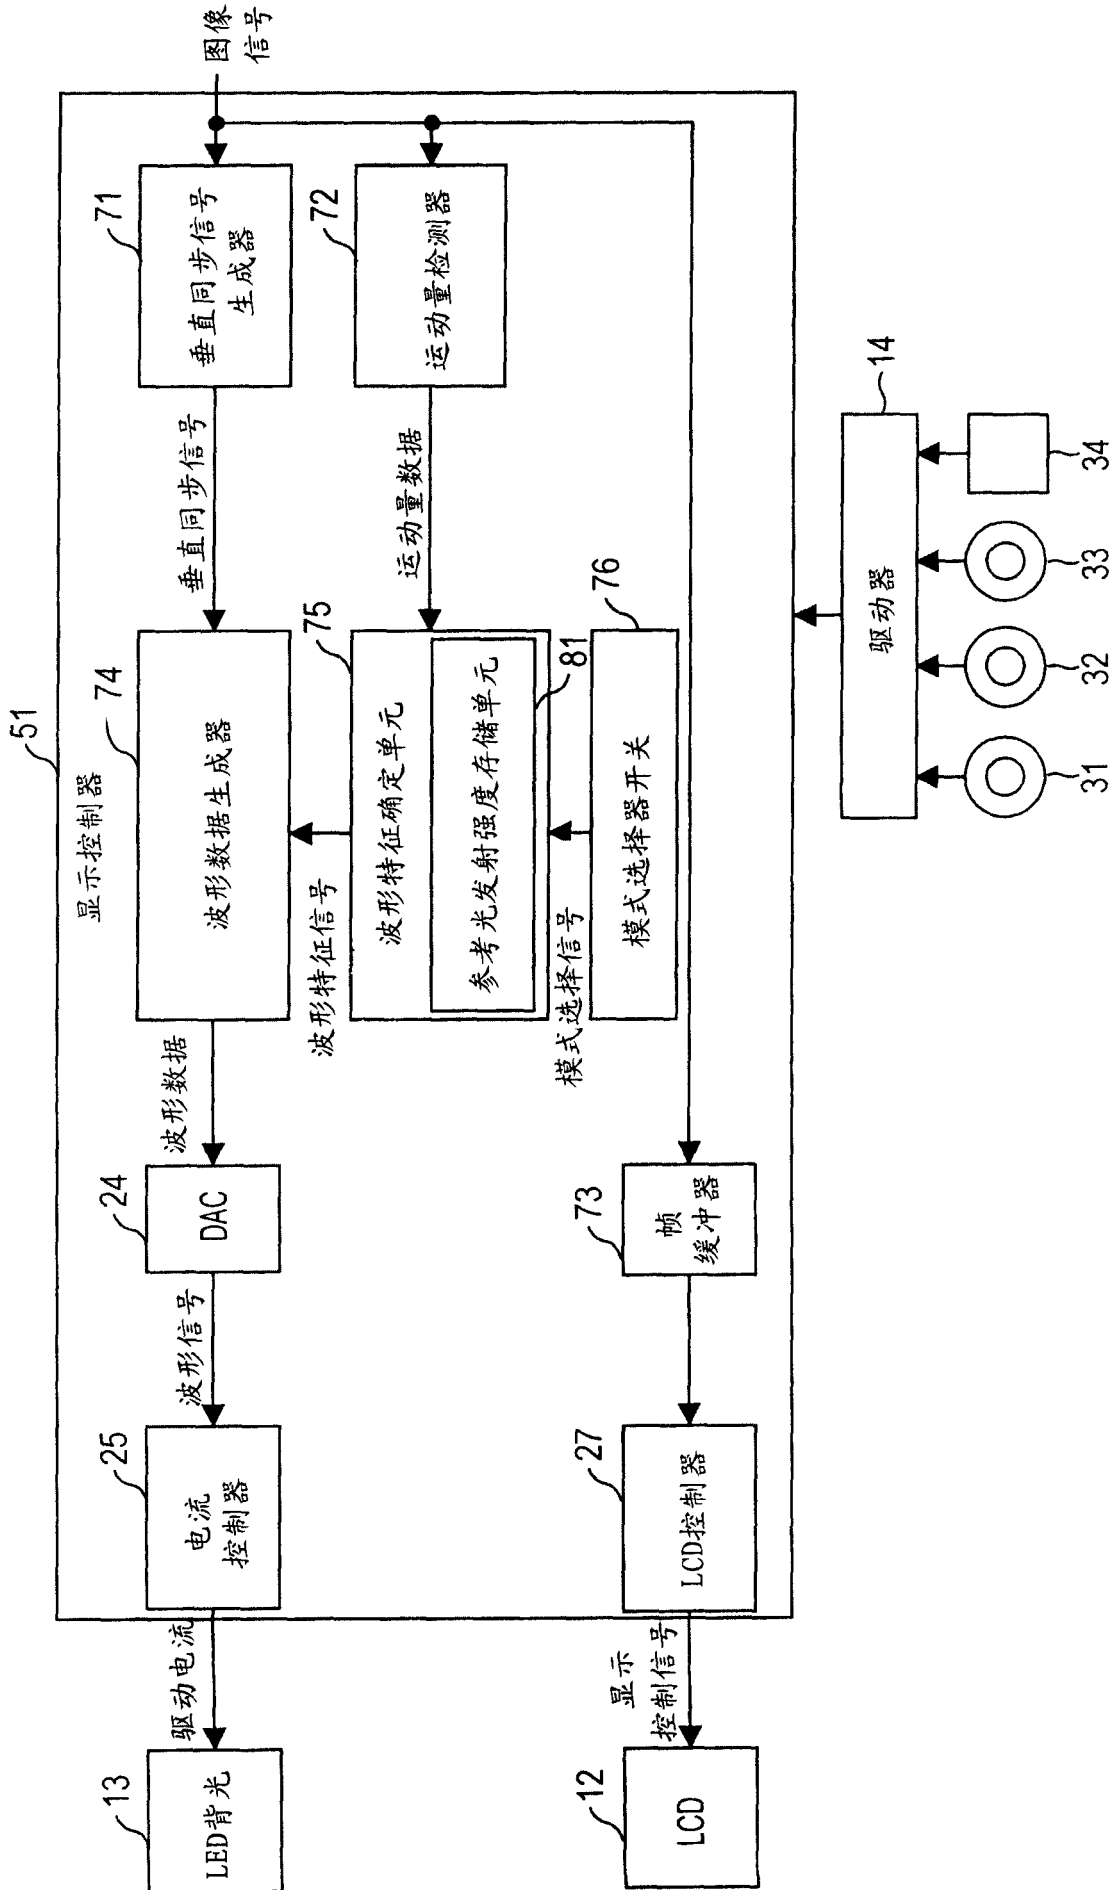 图像
信号
51
显示控制器
71
垂直同步信号
生成器
72
运动量检测器
垂直同步信号
运动量数据
74
波形数据生成器
75
波形特征确定单元
参考光发射强度存储单元
81
76
模式选择器开关
波形特征信号
模式选择信号
波形数据
24
DAC
73
帧
缓冲器
波形信号
25
电流
控制器
27
LCD控制器
驱动电流
显示
控制信号
13
LED背光
12
LCD
14
驱动器
31
32
33
34